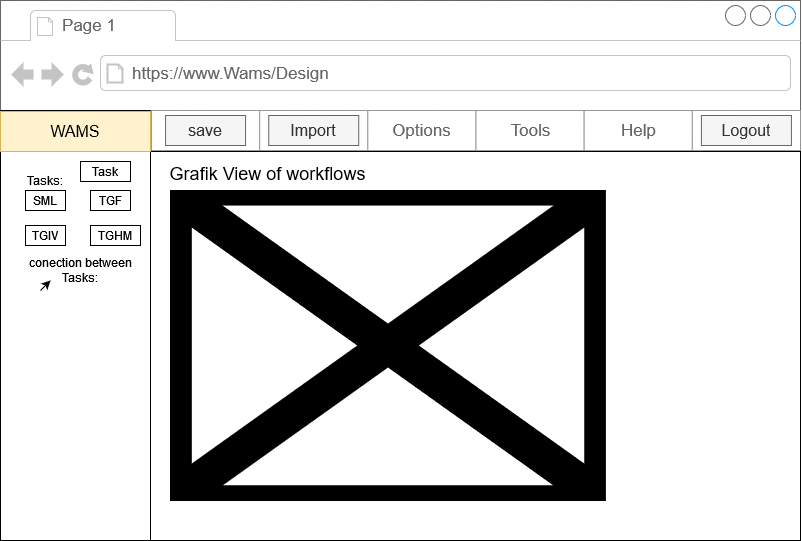 Page 1
https://www.Wams/Design
WAMS
save
Import
Options
Tools
Help
Logout
Task
Tasks:
SML
TGF
TGIV
TGHM
conection between
Tasks:
Grafik View of workflows